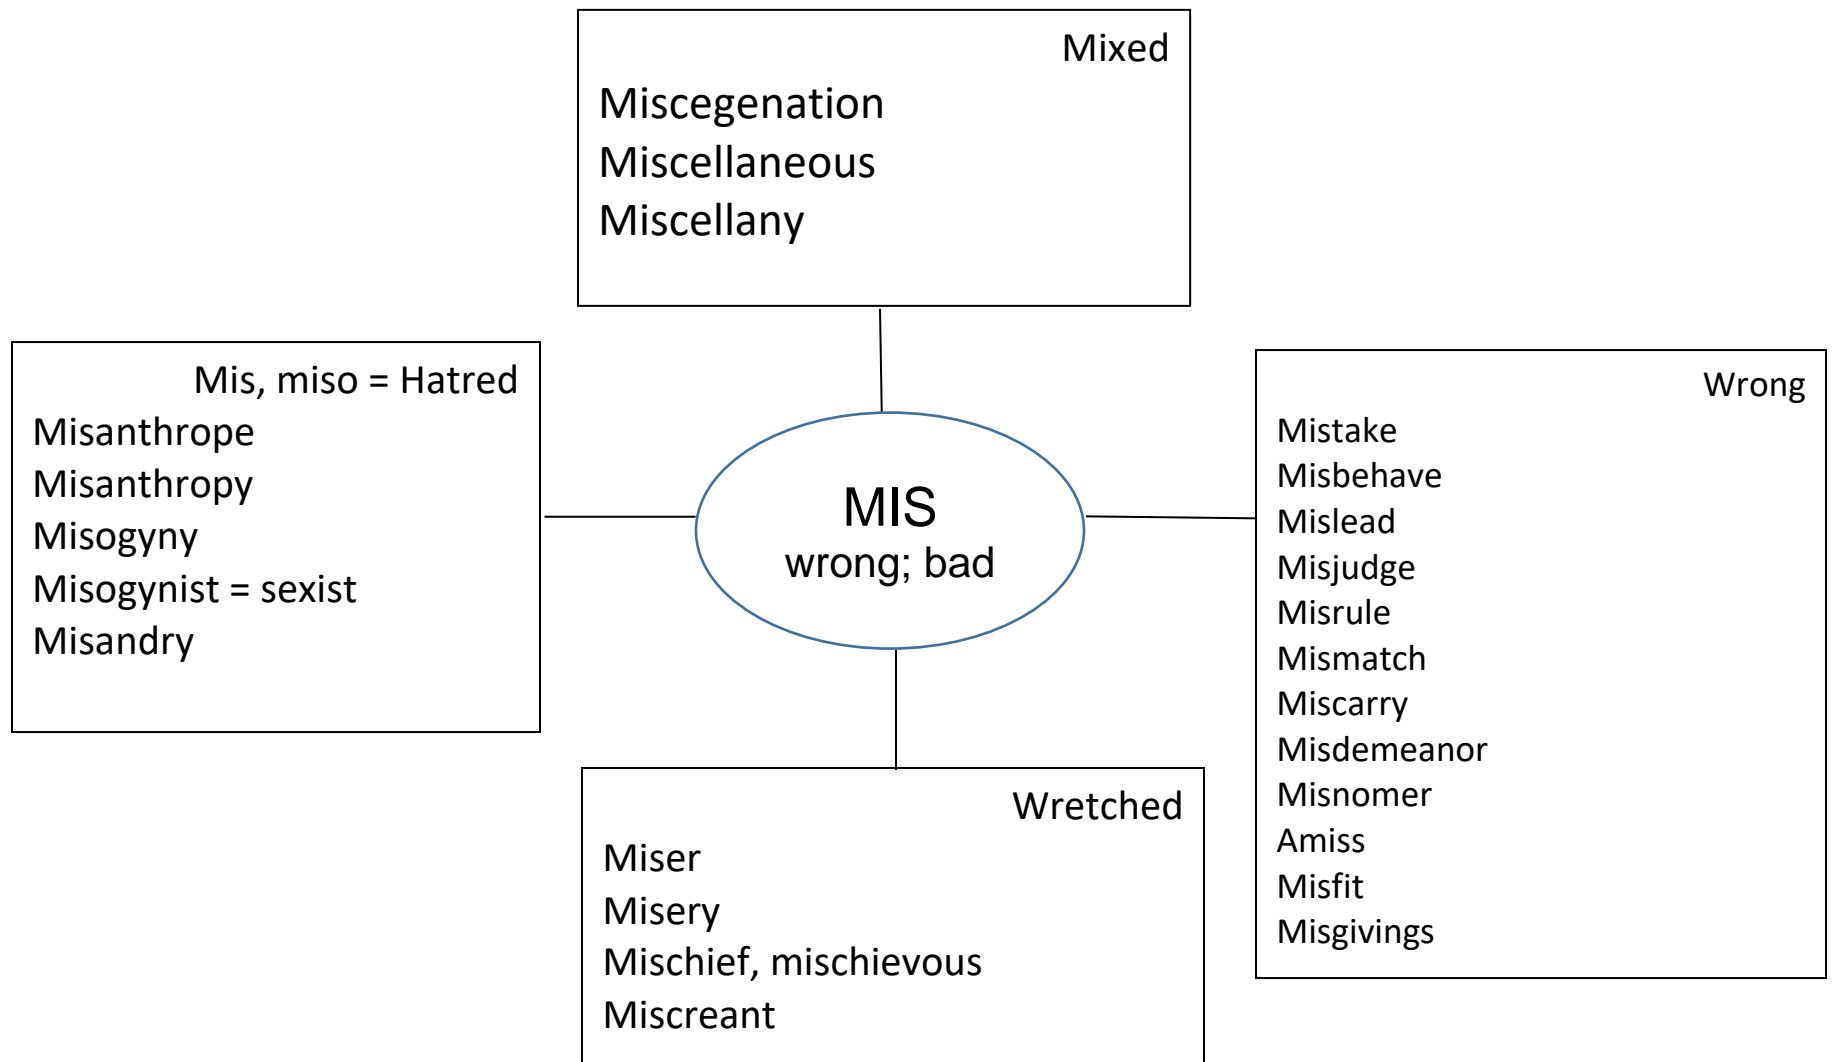 Mixed
Miscegenation
Miscellaneous
Miscellany
Mis, miso = Hatred
Misanthrope
Misanthropy
Misogyny
Misogynist = sexist
Misandry
MIS
wrong; bad
Wrong
Mistake
Misbehave
Mislead
Misjudge
Misrule
Mismatch
Miscarry
Misdemeanor
Misnomer
Amiss
Misfit
Misgivings
Wretched
Miser
Misery
Mischief, mischievous
Miscreant